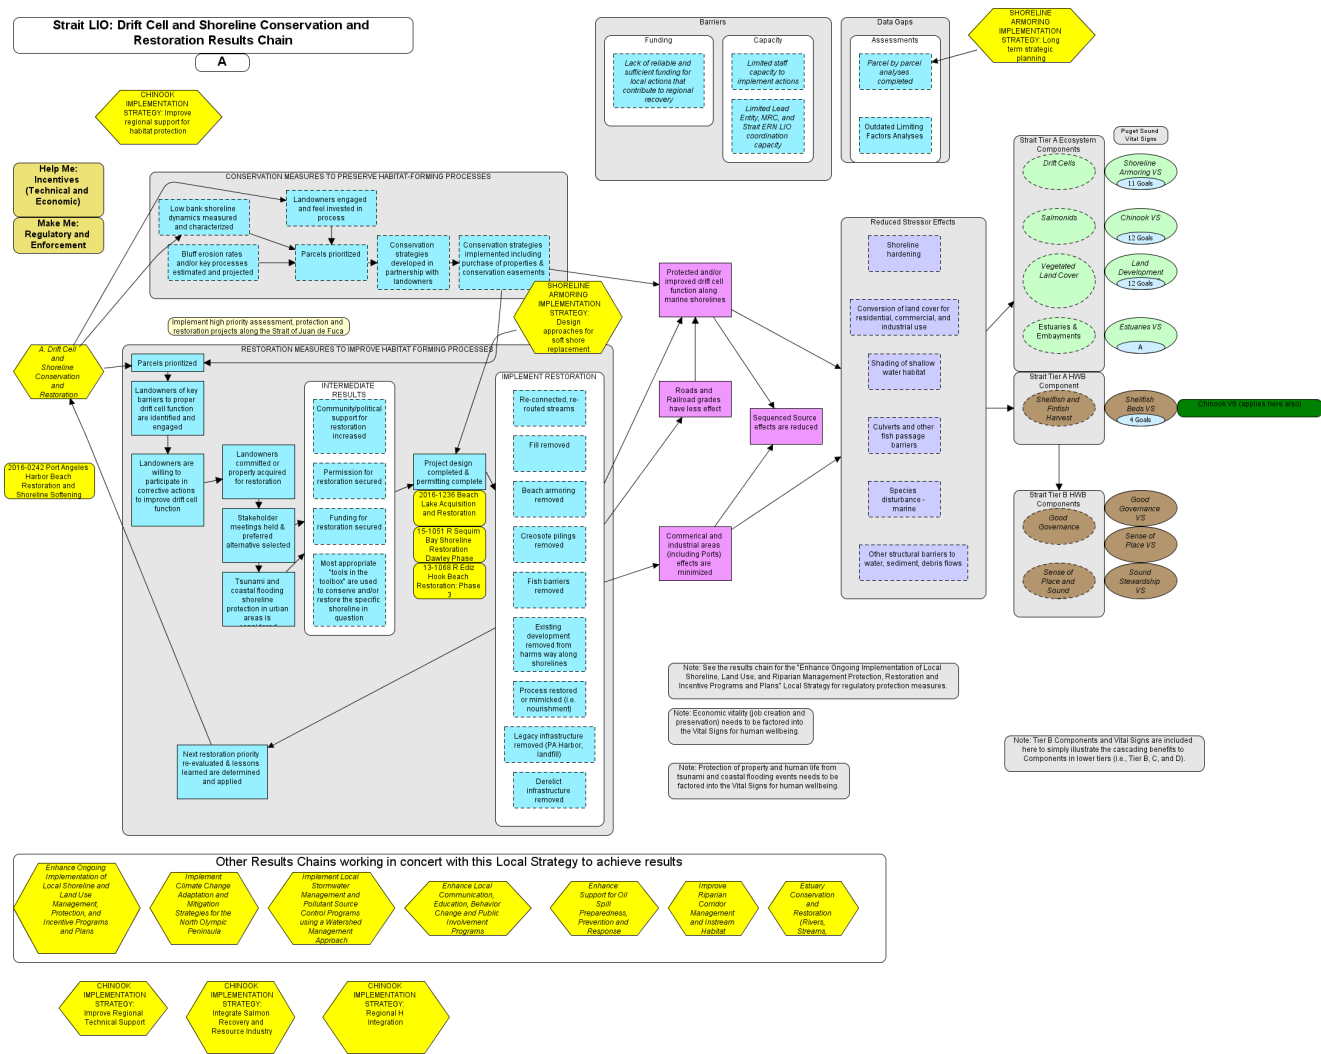 Strait LIO: Drift Cell and Shoreline Conservation and
Restoration Results Chain
A
CHINOOK
IMPLEMENTATION
STRATEGY: Improve
regional support for
habitat protection
Help Me:
Incentives
(Technical and
Economic)
Make Me:
Regulatory and
Enforcement
Barriers
Funding
Lack of reliable and
sufficient funding for
local actions that
contribute to regional
recovery
Capacity
Limited staff
capacity to
implement actions
Limited Lead
Entity, MRC, and
Strait ERN LIO
coordination
capacity
Data Gaps
Assessments
Parcel by parcel
analyses
completed
Outdated Limiting
Factors Analyses
SHORELINE
ARMORING
IMPLEMENTATION
STRATEGY: Long
term strategic
planning
CONSERVATION MEASURES TO PRESERVE HABITAT-FORMING PROCESSES
Low bank shoreline
dynamics measured
and characterized
Landowners engaged
and feel invested in
process
Bluff erosion rates
and/or key processes
estimated and projected
Parcels prioritized
Conservation
strategies
developed in
partnership with
landowners
Conservation strategies
implemented including
purchase of properties &
conservation easements
SHORELINE
ARMORING
IMPLEMENTATION
STRATEGY:
Design
approaches for
soft shore
replacement.
Implement high priority assessment, protection and
restoration projects along the Strait of Juan de Fuca
A. Drift Cell
and
Shoreline
Conservation
and
Restoration
2016-0242 Port Angeles
Harbor Beach
Restoration and
Shoreline Softening
RESTORATION MEASURES TO IMPROVE HABITAT FORMING PROCESSES
Parcels prioritized
Landowners of key
barriers to proper
drift cell function
are identified and
engaged
Landowners are
willing to
participate in
corrective actions
to improve drift cell
function
Landowners
committed or
property acquired
for restoration
Stakeholder
meetings held &
preferred
alternative selected
Tsunami and
coastal flooding
shoreline
protection in urban
areas is
INTERMEDIATE
RESULTS
Community/political
support for
restoration
increased
Permission for
restoration secured
Funding for
restoration secured
Most appropriate
"tools in the
toolbox" are used
to conserve and/or
restore the specific
shoreline in
question
Project design
completed &
permitting complete
2016-1236 Beach
Lake Acquisition
and Restoration
15-1051 R Sequim
Bay Shoreline
Restoration
Dawley Phase
13-1068 R Ediz
Hook Beach
Restoration: Phase
3
IMPLEMENT RESTORATION
Re-connected, re-
routed streams
Fill removed
Beach armoring
removed
Creosote pilings
removed
Fish barriers
removed
Existing
development
removed from
harms way along
shorelines
Process restored
or mimicked (i.e.
nourishment)
Legacy infrastructure
removed (PA Harbor,
landfill)
Derelict
infrastructure
removed
Next restoration priority
re-evaluated & lessons
learned are determined
and applied
Protected and/or
improved drift cell
function along
marine shorelines
Roads and
Railroad grades
have less effect
Sequenced Source
effects are reduced
Commerical and
industrial areas
(including Ports)
effects are
minimized
Reduced Stressor Effects
Shoreline
hardening
Conversion of land cover for
residential, commercial, and
industrial use
Shading of shallow
water habitat
Culverts and other
fish passage
barriers
Species
disturbance -
marine
Other structural barriers to
water, sediment, debris flows
Strait Tier A Ecosystem
Components
Drift Cells
Salmonids
Vegetated
Land Cover
Estuaries &
Embayments
Puget Sound
Vital Signs
Shoreline
Armoring VS
11 Goals
Chinook VS
12 Goals
Land
Development
12 Goals
Estuaries VS
A
Strait Tier A HWB
Component
Shellfish and
Finfish
Harvest
Shellfish
Beds VS
4 Goals
Chinook VS (applies here also)
Strait Tier B HWB
Components
Good
Governance
Sense of
Place and
Sound
Good
Governance
VS
Sense of
Place VS
Sound
Stewardship
VS
Note: See the results chain for the "Enhance Ongoing Implementation of Local
Shoreline, Land Use, and Riparian Management Protection, Restoration and
Incentive Programs and Plans" Local Strategy for regulatory protection measures.
Note: Economic vitality (job creation and
preservation) needs to be factored into
the Vital Signs for human wellbeing.
Note: Protection of property and human life from
tsunami and coastal flooding events needs to be
factored into the Vital Signs for human wellbeing.
Note: Tier B Components and Vital Signs are included
here to simply illustrate the cascading benefits to
Components in lower tiers (i.e., Tier B, C, and D).
Other Results Chains working in concert with this Local Strategy to achieve results
Enhance Ongoing
Implementation of
Local Shoreline and
Land Use
Management,
Protection, and
Incentive Programs
and Plans
Implement
Climate Change
Adaptation and
Mitigation
Strategies for the
North Olympic
Peninsula
Implement Local
Stormwater
Management and
Pollutant Source
Control Programs
using a Watershed
Management
Approach
Enhance Local
Communication,
Education, Behavior
Change and Public
Involvement
Programs
Enhance
Support for Oil
Spill
Preparedness,
Prevention and
Response
Improve
Riparian
Corridor
Management
and Instream
Habitat
Estuary
Conservation
and
Restoration
(Rivers,
Streams,
CHINOOK
IMPLEMENTATION
STRATEGY:
Improve Regional
Technical Support
CHINOOK
IMPLEMENTATION
STRATEGY:
Integrate Salmon
Recovery and
Resource Industry
CHINOOK
IMPLEMENTATION
STRATEGY:
Regional H
Integration